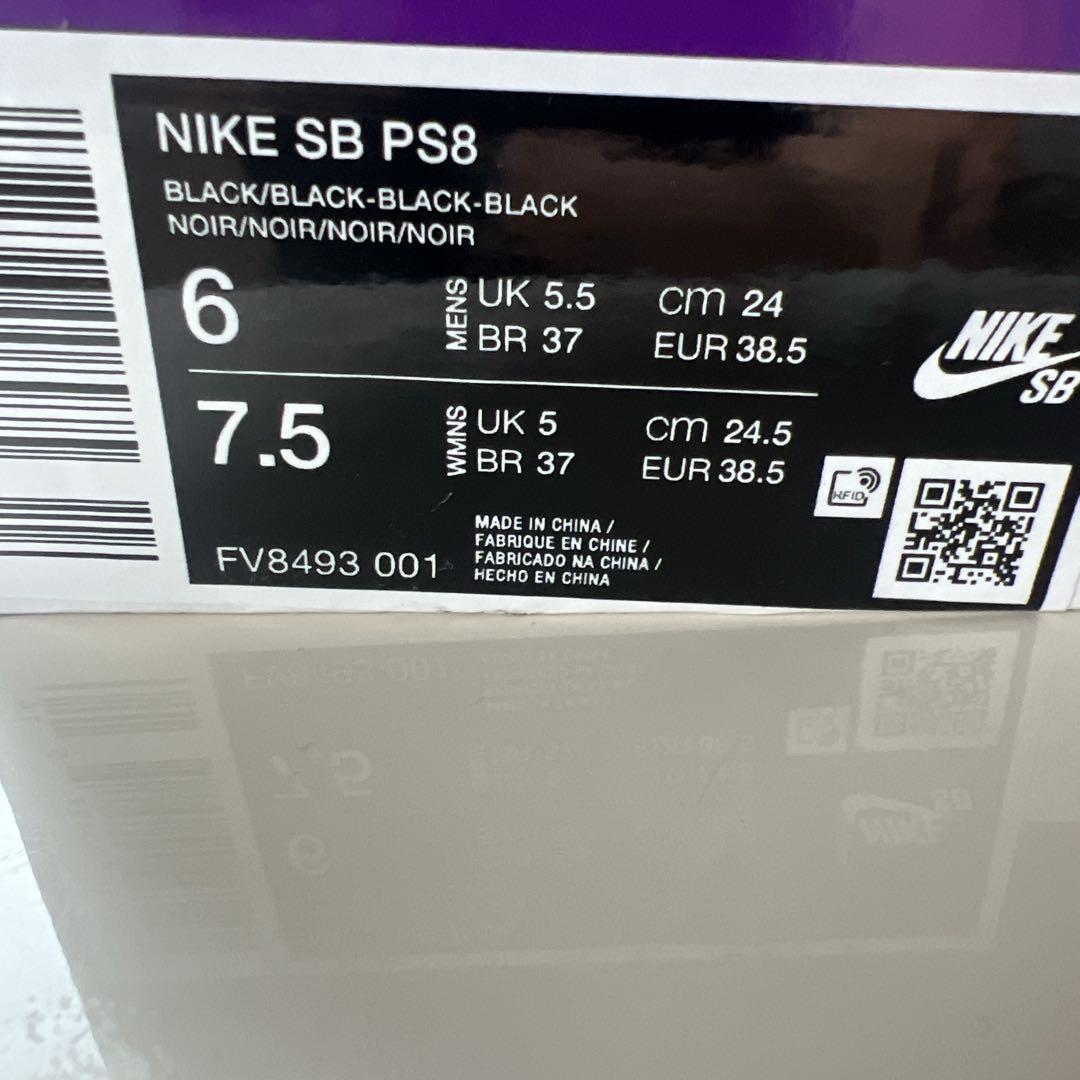 NIKE SB PS8
BLACK/BLACK-BLACK-BLACK
NOIR/NOIR/NOIR/NOIR
6 MENS UK 5.5 cm 24
BR 37 EUR 38.5
7.5 WMNS UK 5 cm 24.5
BR 37 EUR 38.5
NIKE
SB
RFID
FV8493 001
MADE IN CHINA /
FABRIQUE EN CHINE /
FABRICADO NA CHINA /
HECHO EN CHINA